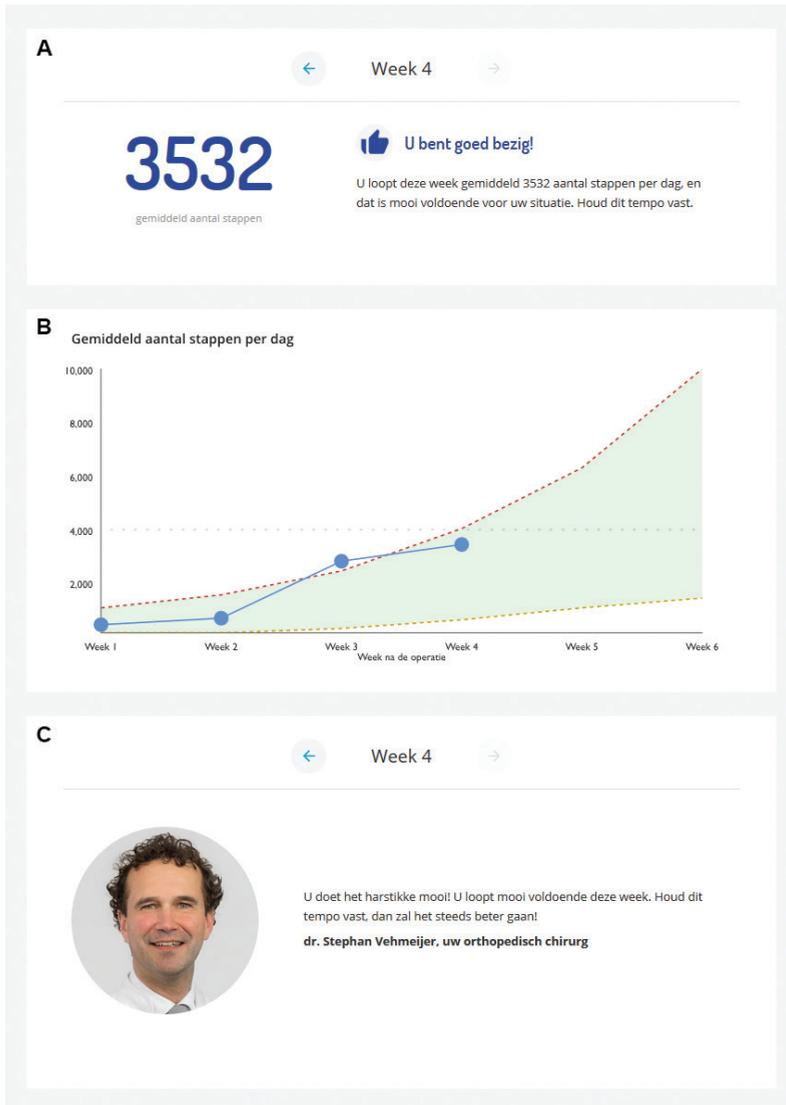 A
Week 4
3532
gemiddeld aantal stappen
U bent goed bezig!
U loopt deze week gemiddeld 3532 aantal stappen per dag, en
dat is mooi voldoende voor uw situatie. Houd dit tempo vast.
B
Gemiddeld aantal stappen per dag
10,000
8,000
6,000
4,000
2,000
Week 1 Week 2 Week 3 Week 4 Week 5 Week 6
Week na de operatie
C
Week 4
U doet het harstikke mooi! U loopt mooi voldoende deze week. Houd dit
tempo vast, dan zal het steeds beter gaan!
dr. Stephan Vehmeijer, uw orthopedisch chirurg